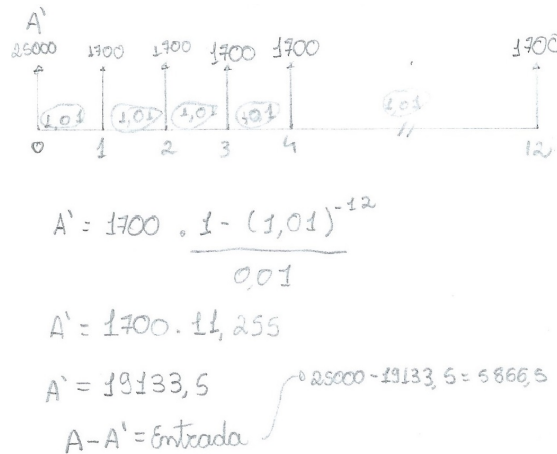 A`
25000 1700 1700 1700 1700 1700
1,01 1,01 1,01 1,01 1,01
0 1 2 3 4 // 12
A` = 1700 . 1 - (1,01)^-12
0,01
A` = 1700 . 11,255
A` = 19133,5
25000 - 19133,5 = 5866,5
A - A` = Entrada